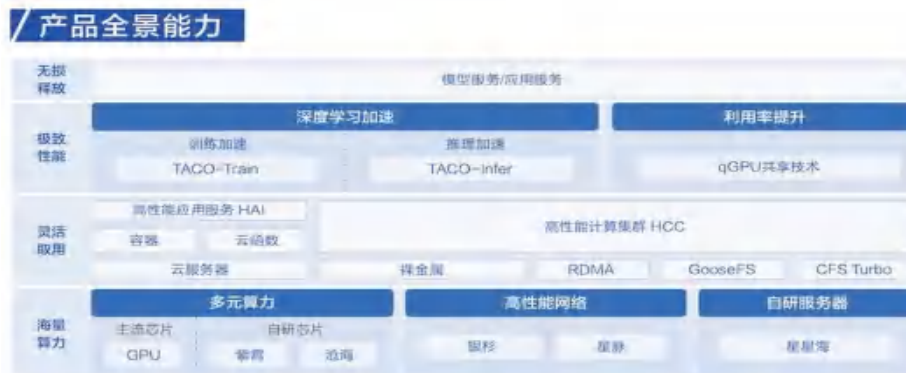 产品全景能力
无损释放
模型服务/应用服务
极致性能
深度学习加速
利用率提升
训练加速
推理加速
TACO-Train
TACO-Infer
qGPU共享技术
灵活取用
高性能应用服务 HAI
高性能计算集群 HCC
容器
云函数
云服务器
裸金属
RDMA
GooseFS
CFS Turbo
海量算力
多元算力
高性能网络
自研服务器
主流芯片
自研芯片
GPU
紫霄
沧海
银杉
星脉
星星海